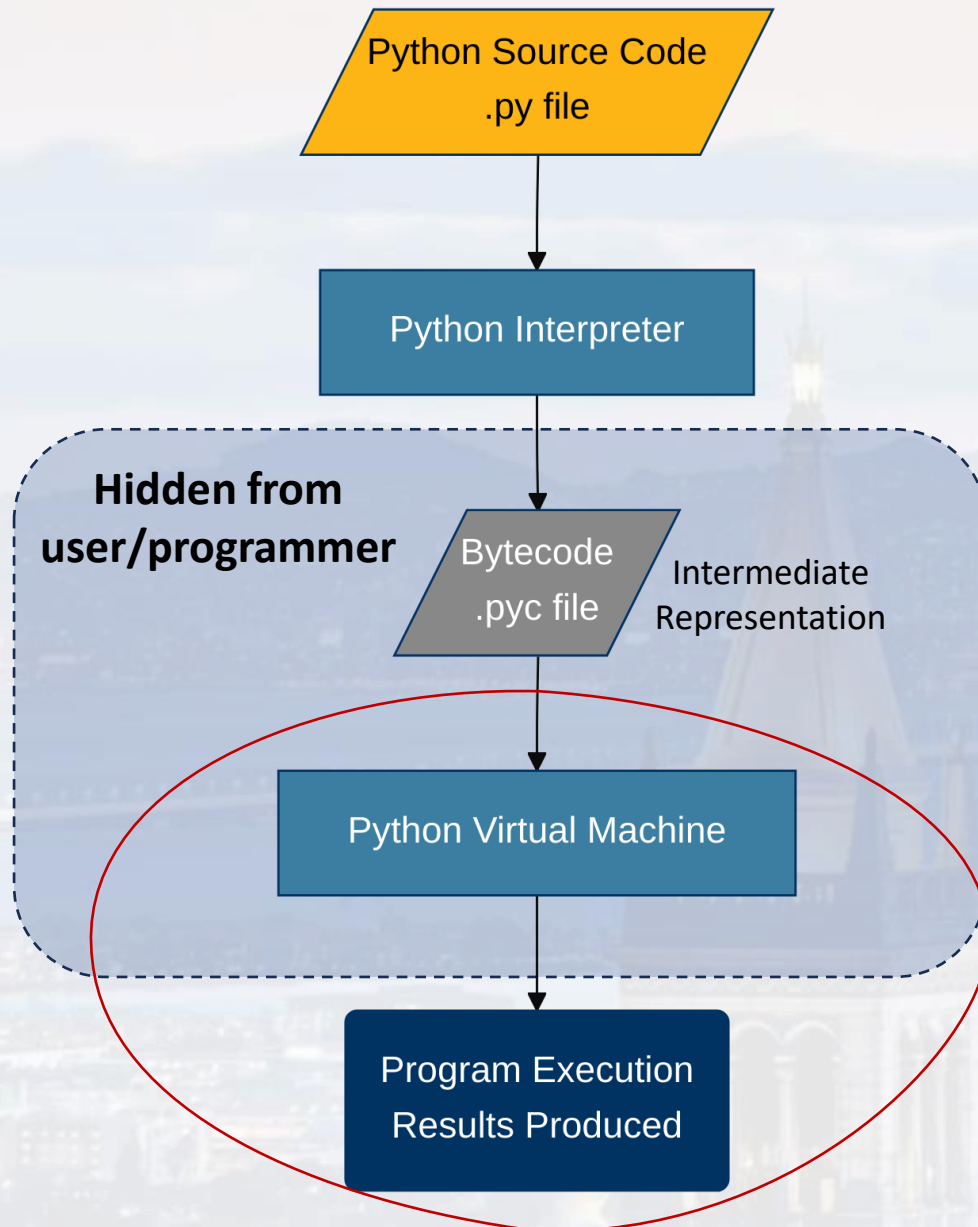 Python Source Code
.py file
Python Interpreter
Hidden from
user/programmer
Bytecode
.pyc file
Intermediate
Representation
Python Virtual Machine
Program Execution
Results Produced